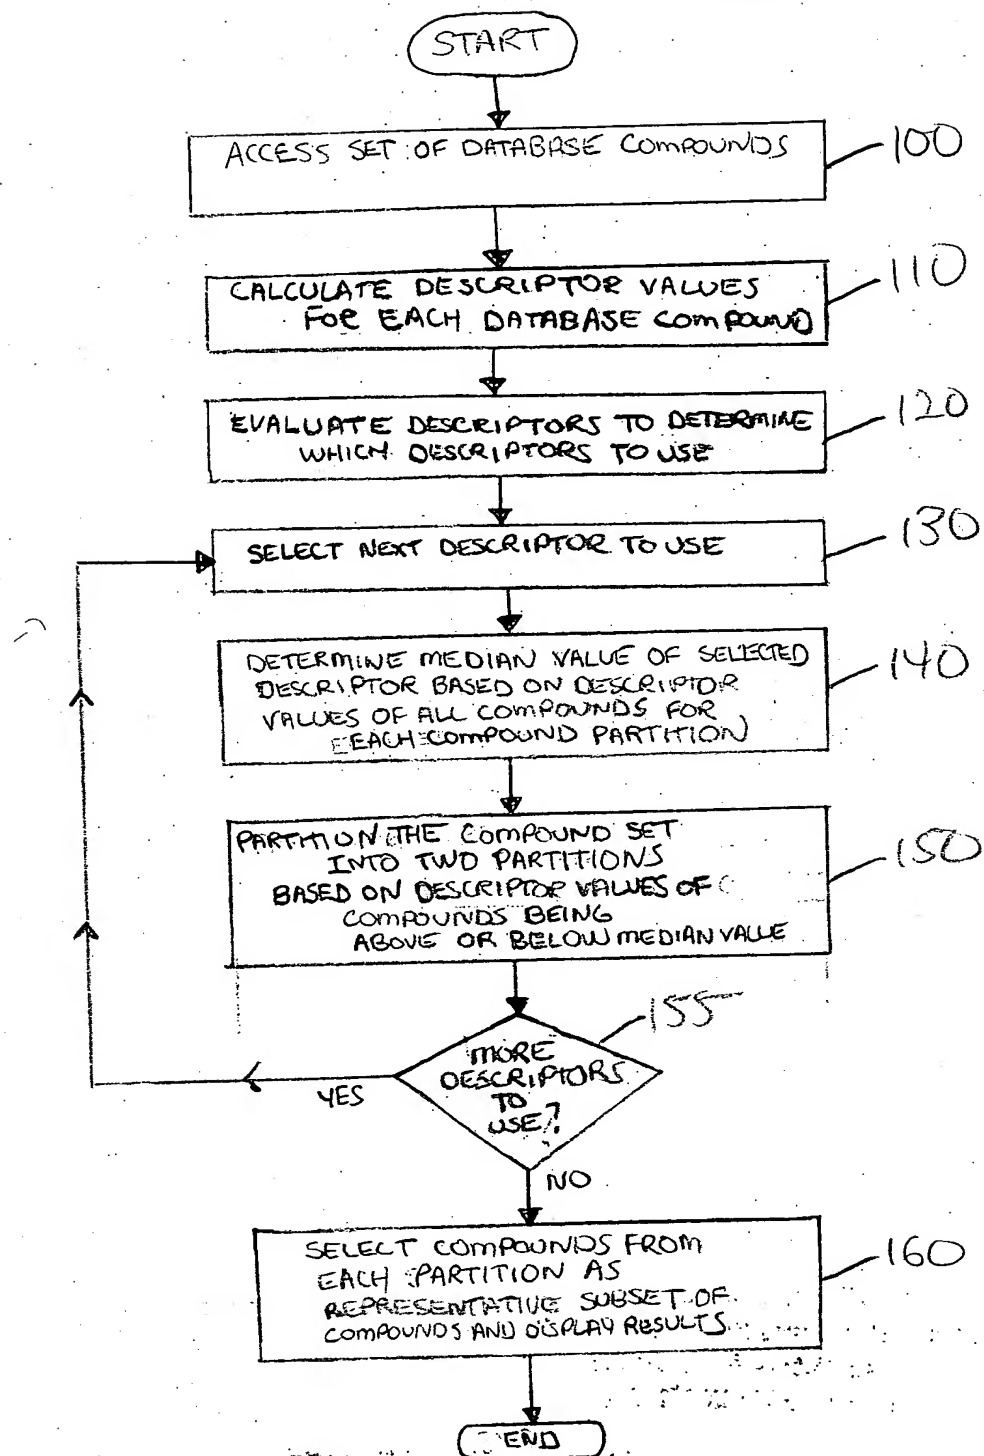 START
ACCESS SET OF DATABASE COMPOUNDS
100
CALCULATE DESCRIPTOR VALUES
FOR EACH DATABASE COMPOUND
110
EVALUATE DESCRIPTORS TO DETERMINE
WHICH DESCRIPTORS TO USE
120
SELECT NEXT DESCRIPTOR TO USE
130
DETERMINE MEDIAN VALUE OF SELECTED
DESCRIPTOR BASED ON DESCRIPTOR
VALUES OF ALL COMPOUNDS FOR
EACH COMPOUND PARTITION
140
PARTITION THE COMPOUND SET
INTO TWO PARTITIONS
BASED ON DESCRIPTOR VALUES OF
COMPOUNDS BEING
ABOVE OR BELOW MEDIAN VALUE
150
155
MORE
DESCRIPTORS
TO
USE?
YES
NO
SELECT COMPOUNDS FROM
EACH PARTITION AS
REPRESENTATIVE SUBSET OF
COMPOUNDS AND DISPLAY RESULTS
160
END